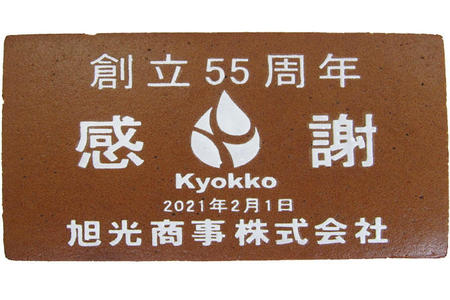 創立55周年
感謝
Kyokko
2021年2月1日
旭光商事株式会社